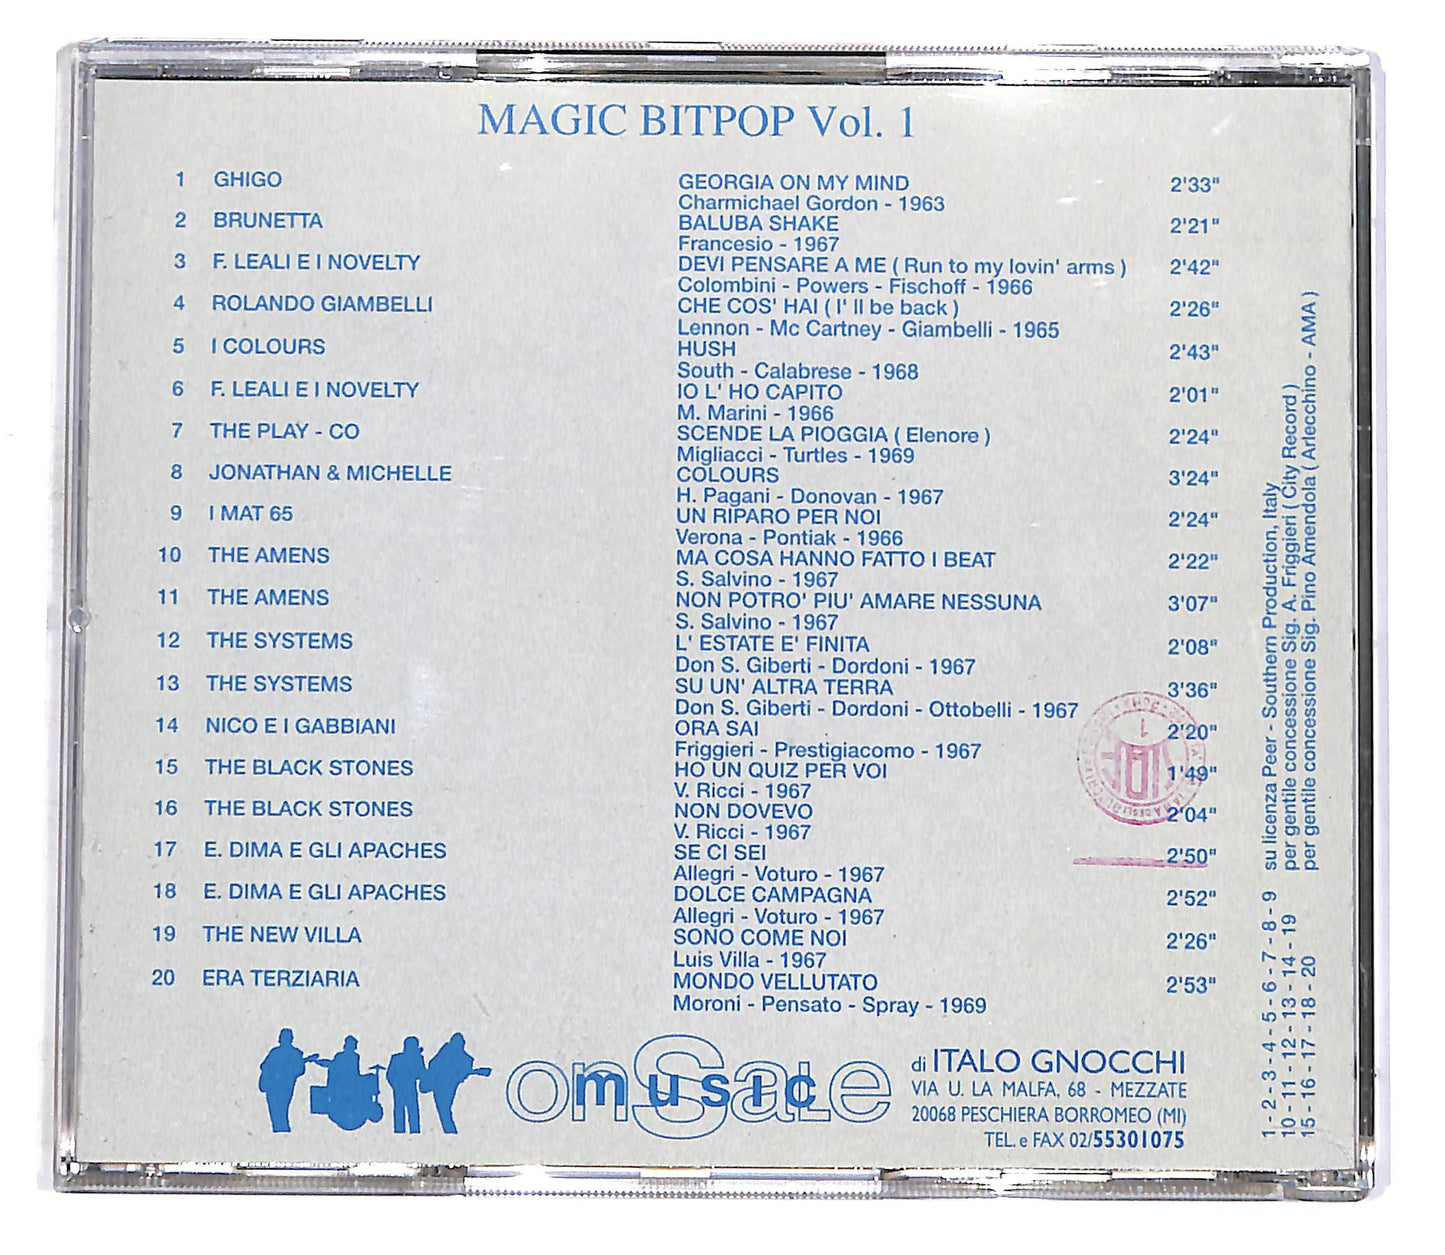 MAGIC BITPOP Vol. 1
1 GHIGO GEORGIA ON MY MIND 2'33"
Charmichael Gordon - 1963
2 BRUNETTA BALUBA SHAKE 2'21"
Francesio - 1967
3 F. LEALI E I NOVELTY DEVI PENSARE A ME ( Run to my lovin' arms ) 2'42"
Colombini - Powers - Fischoff - 1966
4 ROLANDO GIAMBELLI CHE COS' HAI ( I' ll be back ) 2'26"
Lennon - Mc Cartney - Giambelli - 1965
5 I COLOURS HUSH 2'43"
South - Calabrese - 1968
6 F. LEALI E I NOVELTY IO L' HO CAPITO 2'01"
M. Marini - 1966
7 THE PLAY - CO SCENDE LA PIOGGIA ( Elenore ) 2'24"
Migliacci - Turtles - 1969
8 JONATHAN & MICHELLE COLOURS 3'24"
H. Pagani - Donovan - 1967
9 I MAT 65 UN RIPARO PER NOI 2'24"
Verona - Pontiak - 1966
10 THE AMENS MA COSA HANNO FATTO I BEAT 2'22"
S. Salvino - 1967
11 THE AMENS NON POTRO' PIU' AMARE NESSUNA 3'07"
S. Salvino - 1967
12 THE SYSTEMS L' ESTATE E' FINITA 2'08"
Don S. Giberti - Dordoni - 1967
13 THE SYSTEMS SU UN' ALTRA TERRA 3'36"
Don S. Giberti - Dordoni - Ottobelli - 1967
14 NICO E I GABBIANI ORA SAI 2'20"
Friggieri - Prestigiacomo - 1967
15 THE BLACK STONES HO UN QUIZ PER VOI 1'49"
V. Ricci - 1967
16 THE BLACK STONES NON DOVEVO 2'04"
V. Ricci - 1967
17 E. DIMA E GLI APACHES SE CI SEI 2'50"
Allegri - Voturo - 1967
18 E. DIMA E GLI APACHES DOLCE CAMPAGNA 2'52"
Allegri - Voturo - 1967
19 THE NEW VILLA SONO COME NOI 2'26"
Luis Villa - 1967
20 ERA TERZIARIA MONDO VELLUTATO 2'53"
Moroni - Pensato - Spray - 1969
onSale music
di ITALO GNOCCHI
VIA U. LA MALFA, 68 - MEZZATE
20068 PESCHIERA BORROMEO (MI)
TEL. e FAX 02/55301075
1 - 2 - 3 - 4 - 5 - 6 - 7 - 8 - 9 su licenza Peer - Southern Production, Italy
10 - 11 - 12 - 13 - 14 - 19 per gentile concessione Sig. A. Friggieri ( City Record )
15 - 16 - 17 - 18 - 20 per gentile concessione Sig. Pino Amendola ( Arlecchino - AMA )
SIAE